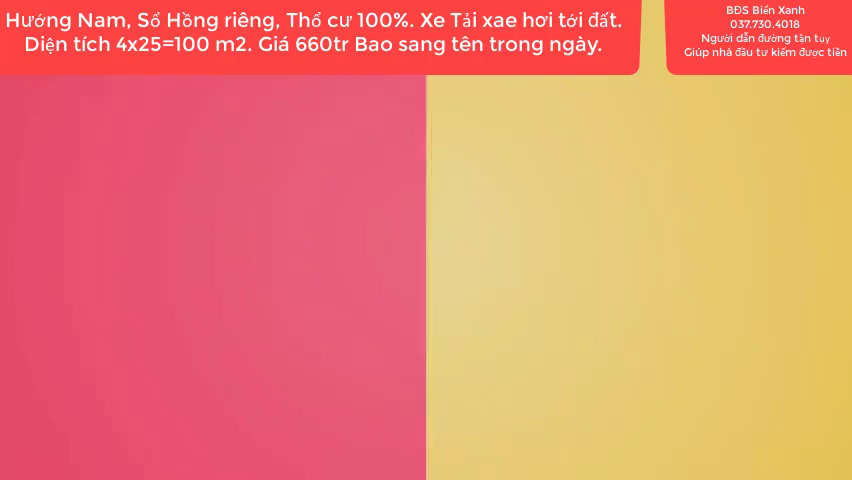 Hướng Nam, Sổ Hồng riêng, Thổ cư 100%. Xe Tải xae hơi tới đất.
Diện tích 4x25=100 m2. Giá 660tr Bao sang tên trong ngày.
BĐS Biển Xanh
037.730.4018
Người dẫn đường tận tụy
Giúp nhà đầu tư kiếm được tiền